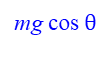 mg cos θ